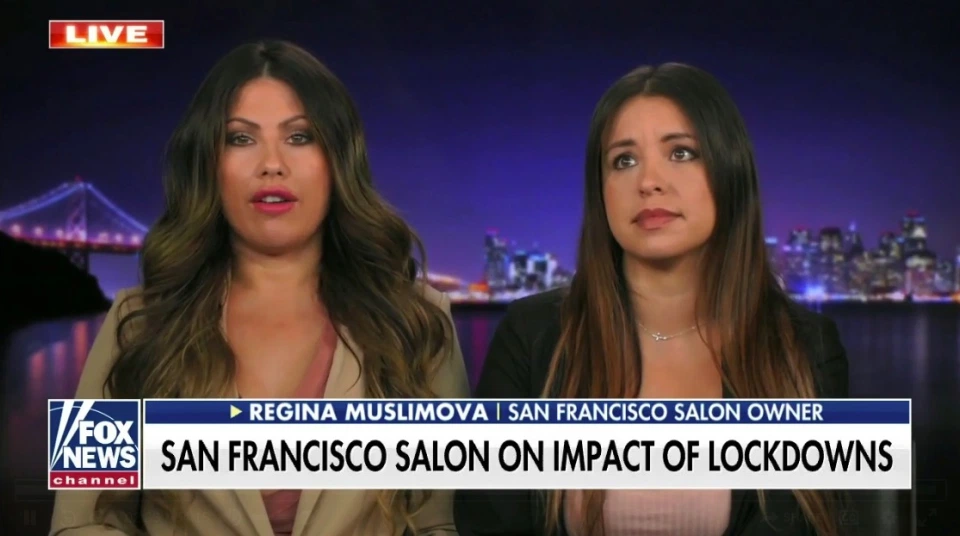 LIVE
REGINA MUSLIMOVA | SAN FRANCISCO SALON OWNER
FOX
NEWS
channel
SAN FRANCISCO SALON ON IMPACT OF LOCKDOWNS